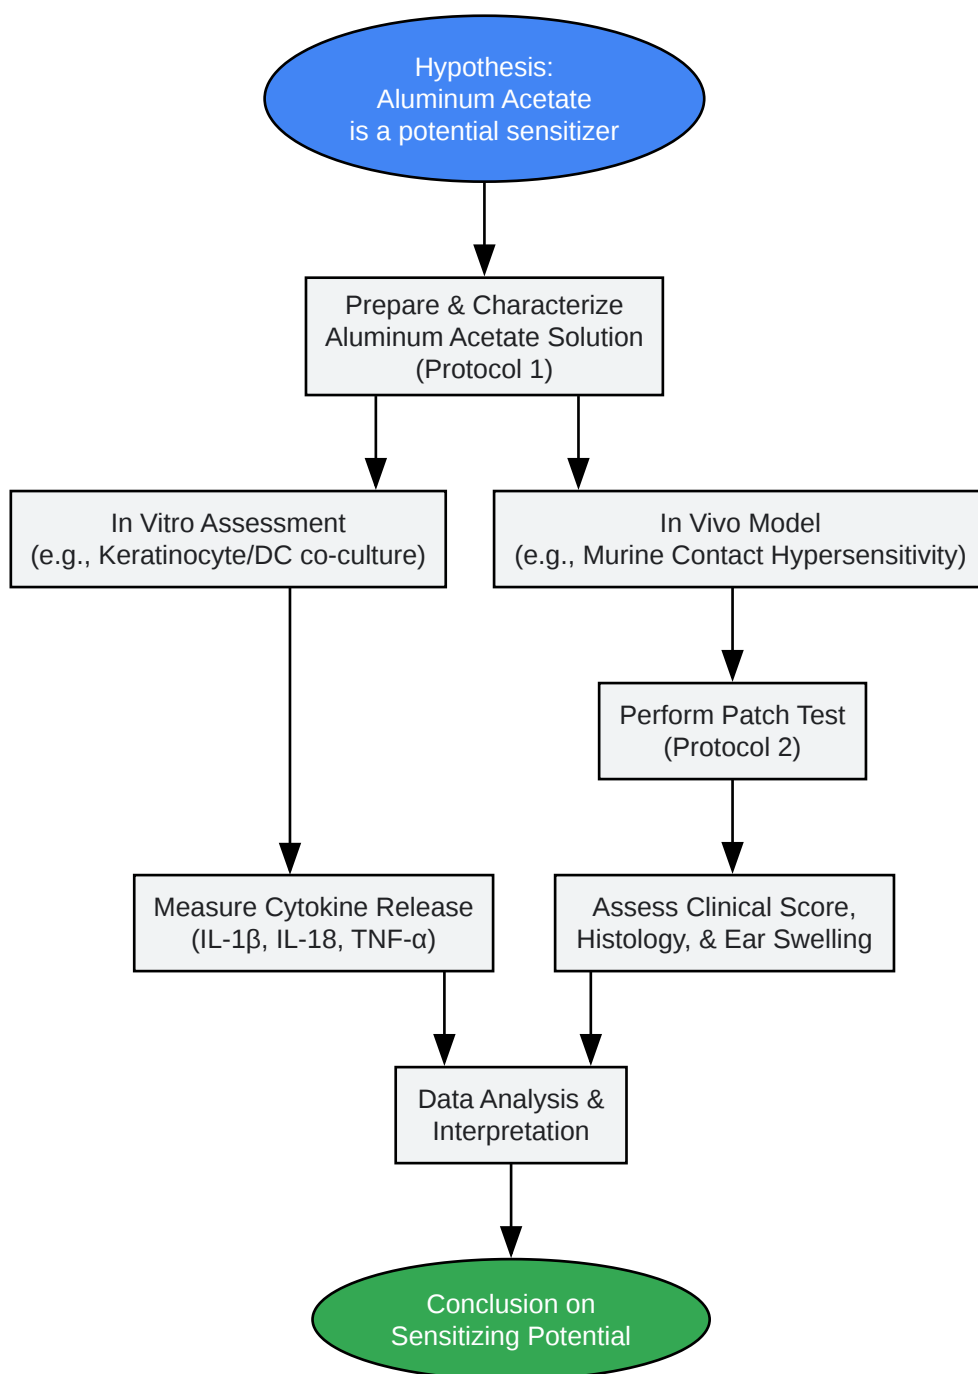 Hypothesis:
Aluminum Acetate
is a potential sensitizer
Prepare & Characterize
Aluminum Acetate Solution
(Protocol 1)
In Vitro Assessment
(e.g., Keratinocyte/DC co-culture)
In Vivo Model
(e.g., Murine Contact Hypersensitivity)
Perform Patch Test
(Protocol 2)
Measure Cytokine Release
(IL-1β, IL-18, TNF-α)
Assess Clinical Score,
Histology, & Ear Swelling
Data Analysis &
Interpretation
Conclusion on
Sensitizing Potential